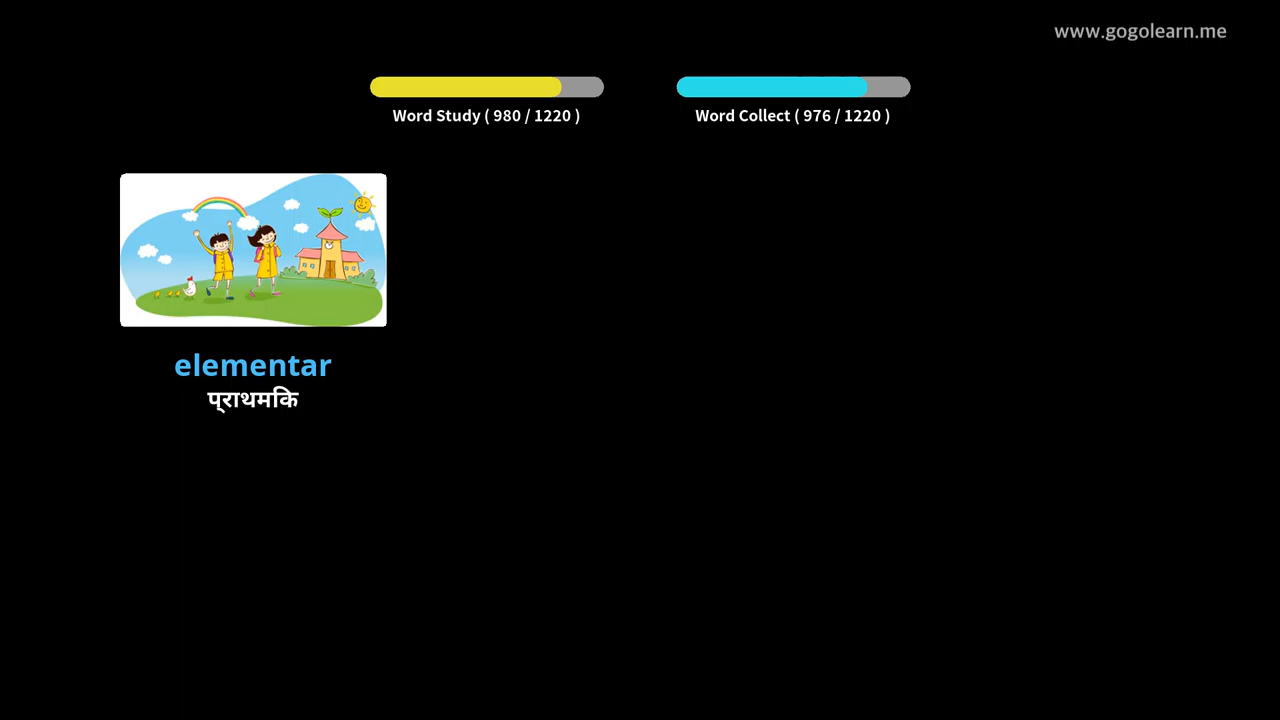 www.gogolearn.me
Word Study ( 980 / 1220 )
Word Collect ( 976 / 1220 )
elementar
प्राथमकि